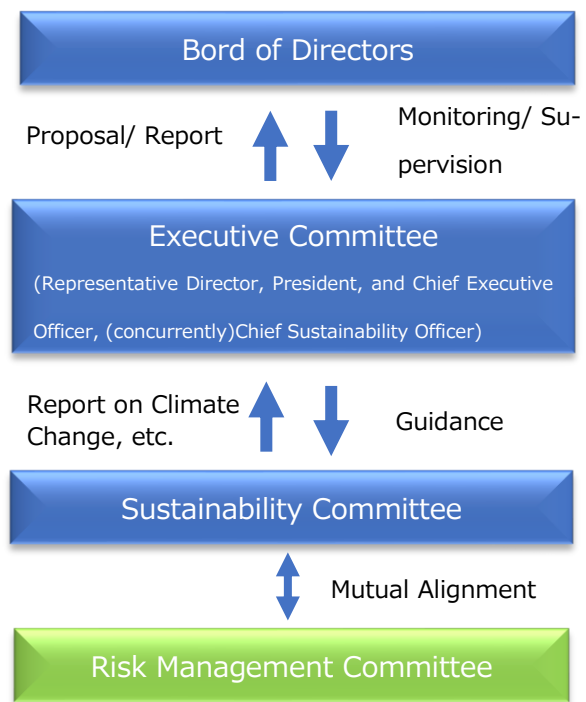 Bord of Directors
Proposal/ Report
Monitoring/ Su-
pervision
Executive Committee
(Representative Director, President, and Chief Executive
Officer, (concurrently)Chief Sustainability Officer)
Report on Climate
Change, etc.
Guidance
Sustainability Committee
Mutual Alignment
Risk Management Committee